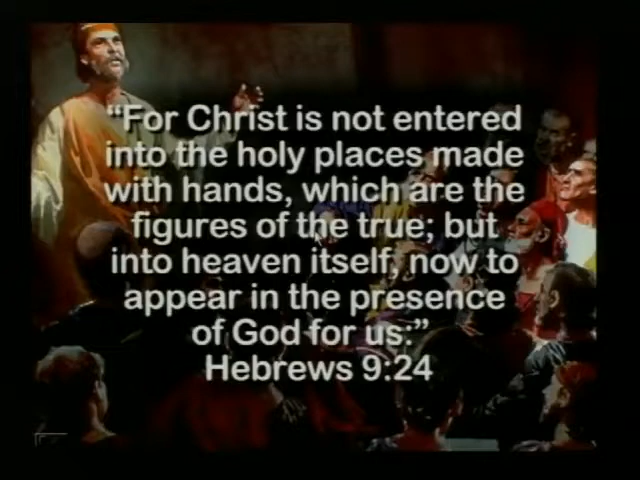 “For Christ is not entered
into the holy places made
with hands, which are the
figures of the true; but
into heaven itself, now to
appear in the presence
of God for us:”
Hebrews 9:24